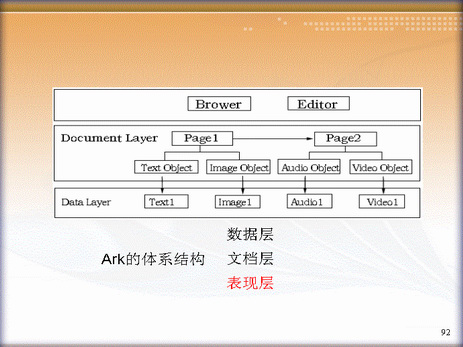 Brower Editor
Document Layer Page1 Page2
Text Object Image Object Audio Object Video Object
Data Layer Text1 Image1 Audio1 Video1
数据层
Ark的体系结构 文档层
表现层
92